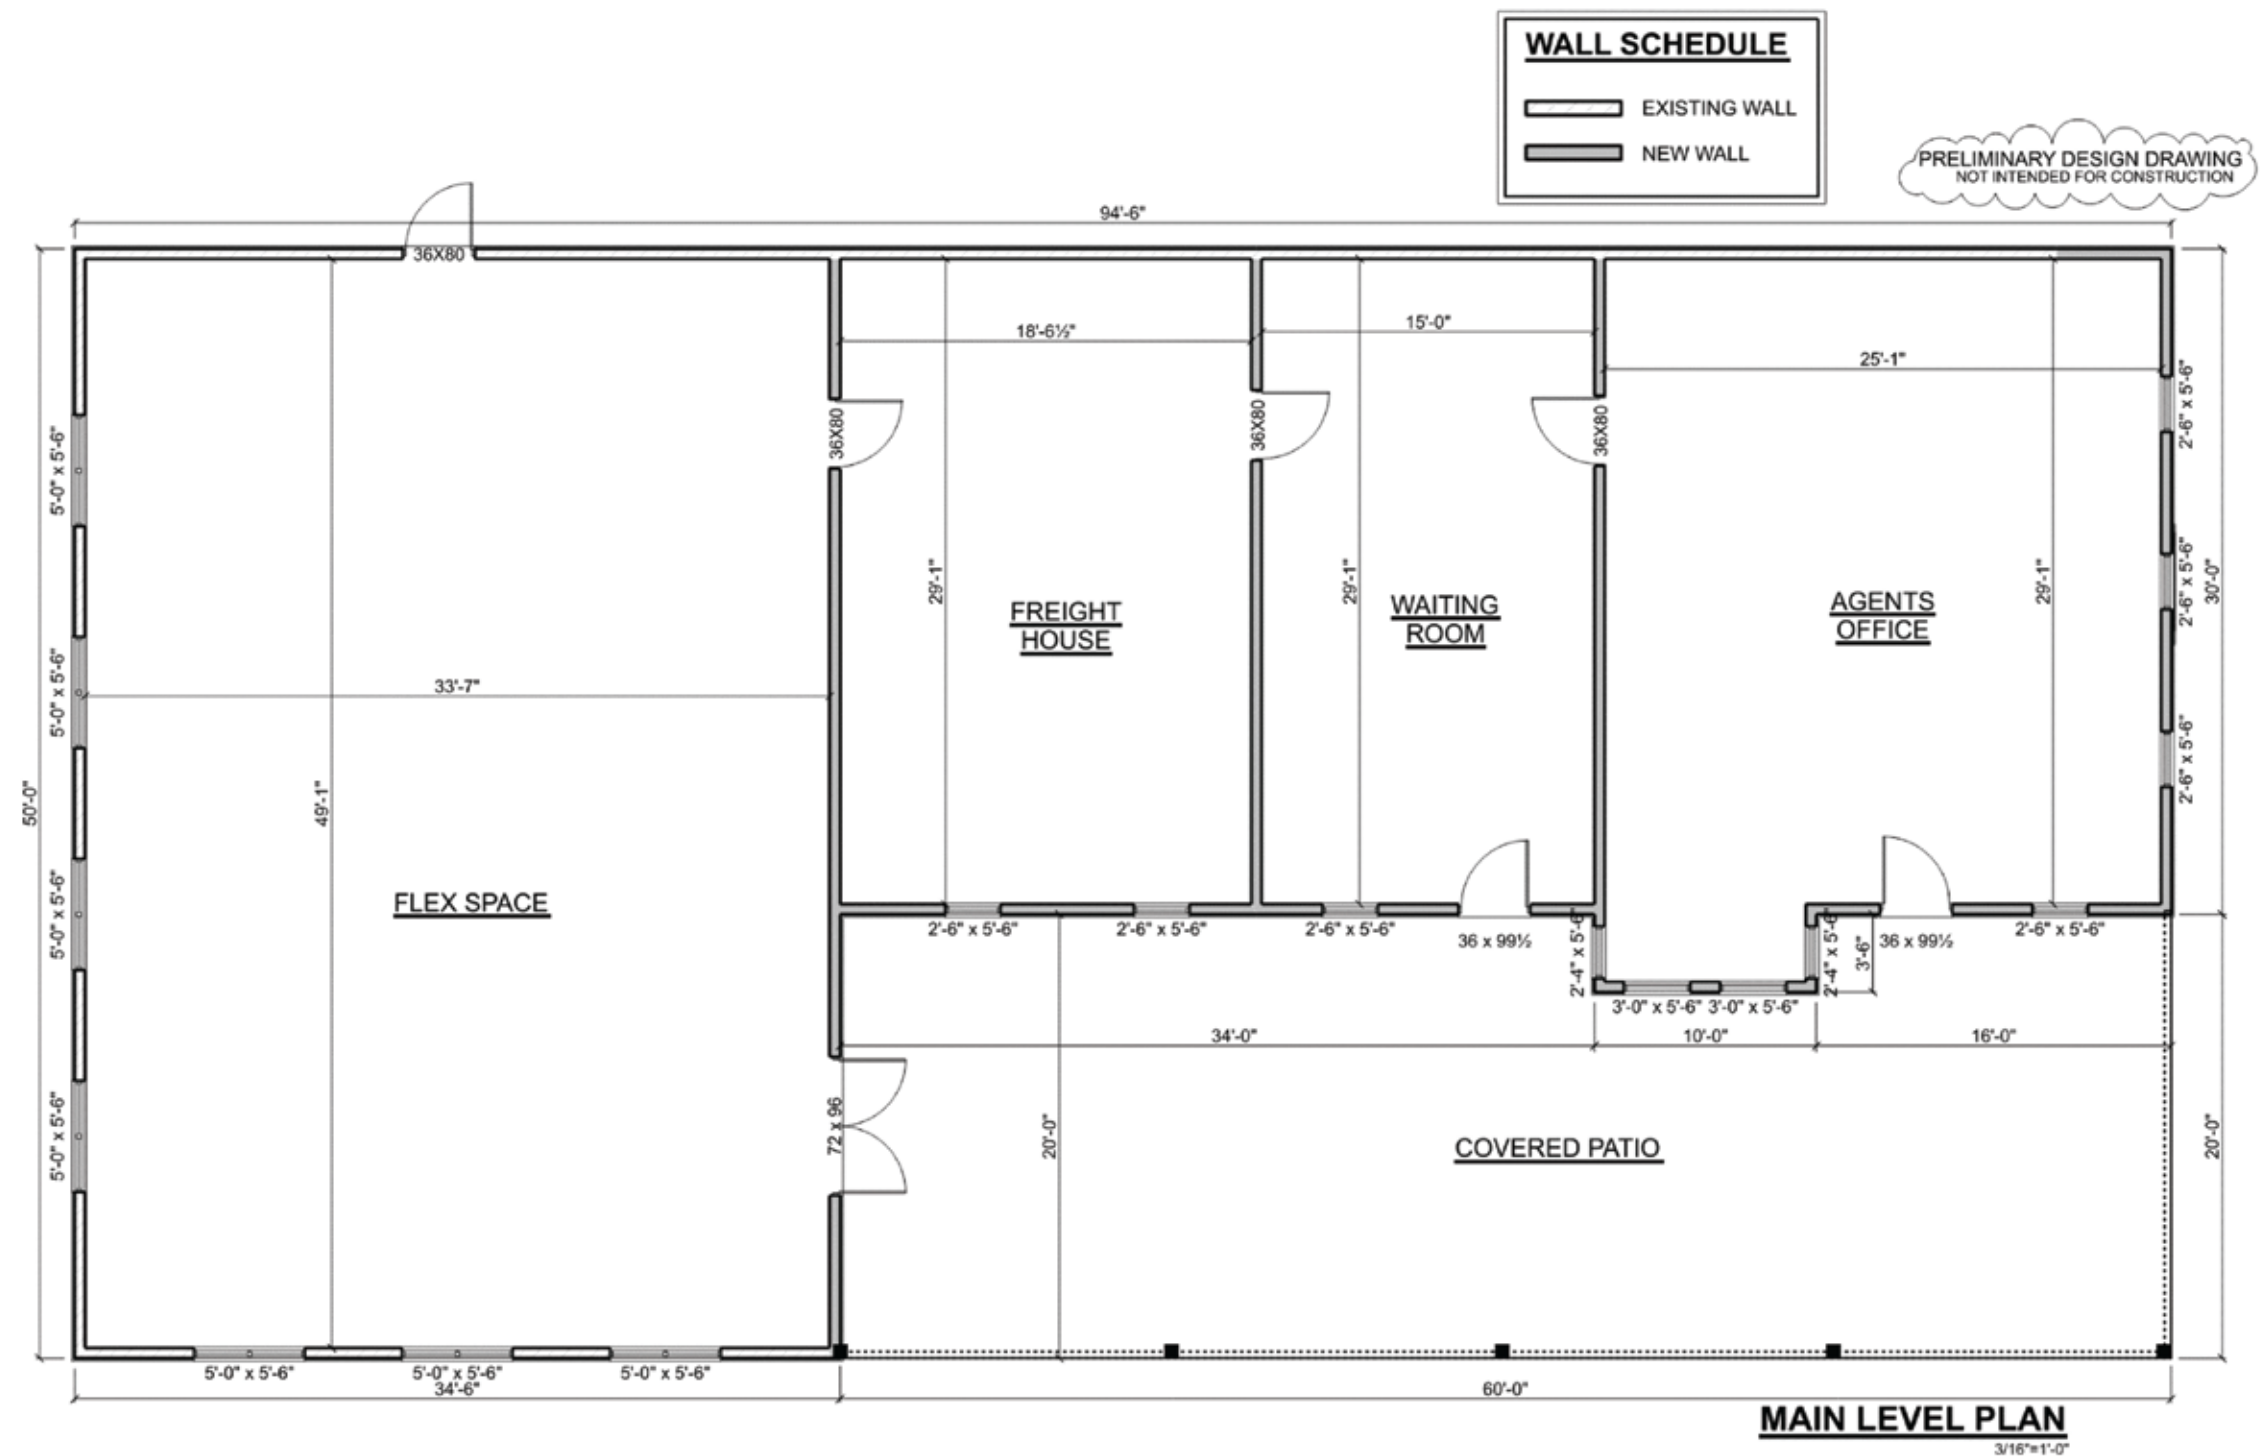 WALL SCHEDULE
EXISTING WALL
NEW WALL
PRELIMINARY DESIGN DRAWING
NOT INTENDED FOR CONSTRUCTION
94'-6"
36X80
18'-6½"
15'-0"
25'-1"
36X80
36X80
36X80
2'-6" x 5'-6"
5'-0" x 5'-6"
29'-1"
29'-1"
29'-1"
2'-6" x 5'-6"
30'-0"
FREIGHT
HOUSE
WAITING
ROOM
AGENTS
OFFICE
33'-7"
5'-0" x 5'-6"
2'-6" x 5'-6"
50'-0"
49'-1"
FLEX SPACE
5'-0" x 5'-6"
2'-6" x 5'-6"
2'-6" x 5'-6"
2'-6" x 5'-6"
36 x 99½
2'-4" x 5'-6"
2'-4" x 5'-6"
3'-6"
36 x 99½
2'-6" x 5'-6"
3'-0" x 5'-6"
3'-0" x 5'-6"
34'-0"
10'-0"
16'-0"
5'-0" x 5'-6"
72 x 96
20'-0"
COVERED PATIO
20'-0"
5'-0" x 5'-6"
5'-0" x 5'-6"
5'-0" x 5'-6"
34'-6"
60'-0"
MAIN LEVEL PLAN
3/16"=1'-0"